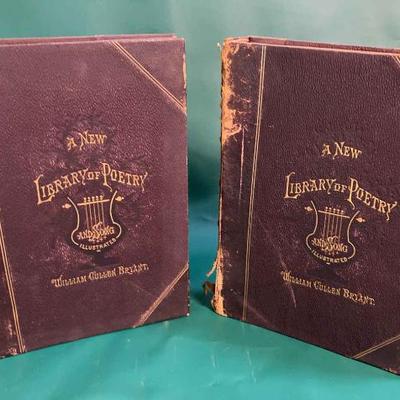 A NEW
LIBRARY OF POETRY
AND SONG
ILLUSTRATED
WILLIAM CULLEN BRYANT.
A NEW
LIBRARY OF POETRY
AND SONG
ILLUSTRATED
WILLIAM CULLEN BRYANT.